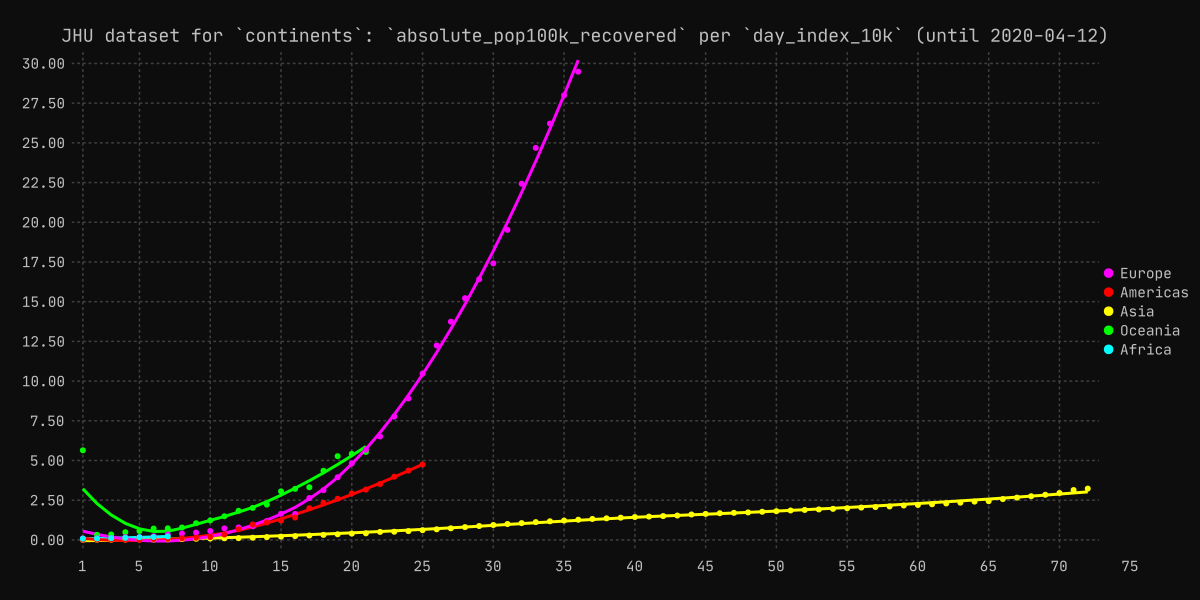 JHU dataset for `continents`: `absolute_pop100k_recovered` per `day_index_10k` (until 2020-04-12)
30.00
27.50
25.00
22.50
20.00
17.50
15.00
12.50
10.00
7.50
5.00
2.50
0.00
1 5 10 15 20 25 30 35 40 45 50 55 60 65 70 75
Europe
Americas
Asia
Oceania
Africa